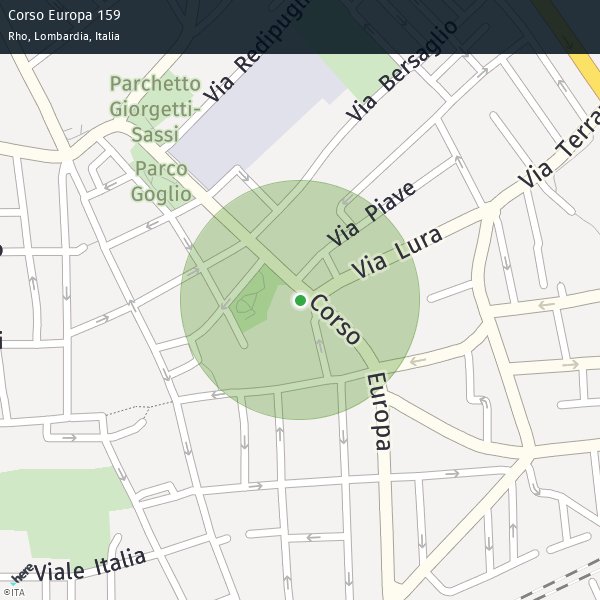 Corso Europa 159
Rho, Lombardia, Italia
Via Redipugli
Via Bersaglio
Parchetto
Giorgetti-
Sassi
Parco
Goglio
Via Terra
Via Piave
Via Lura
Corso
Europa
Viale Italia
here
©ITA